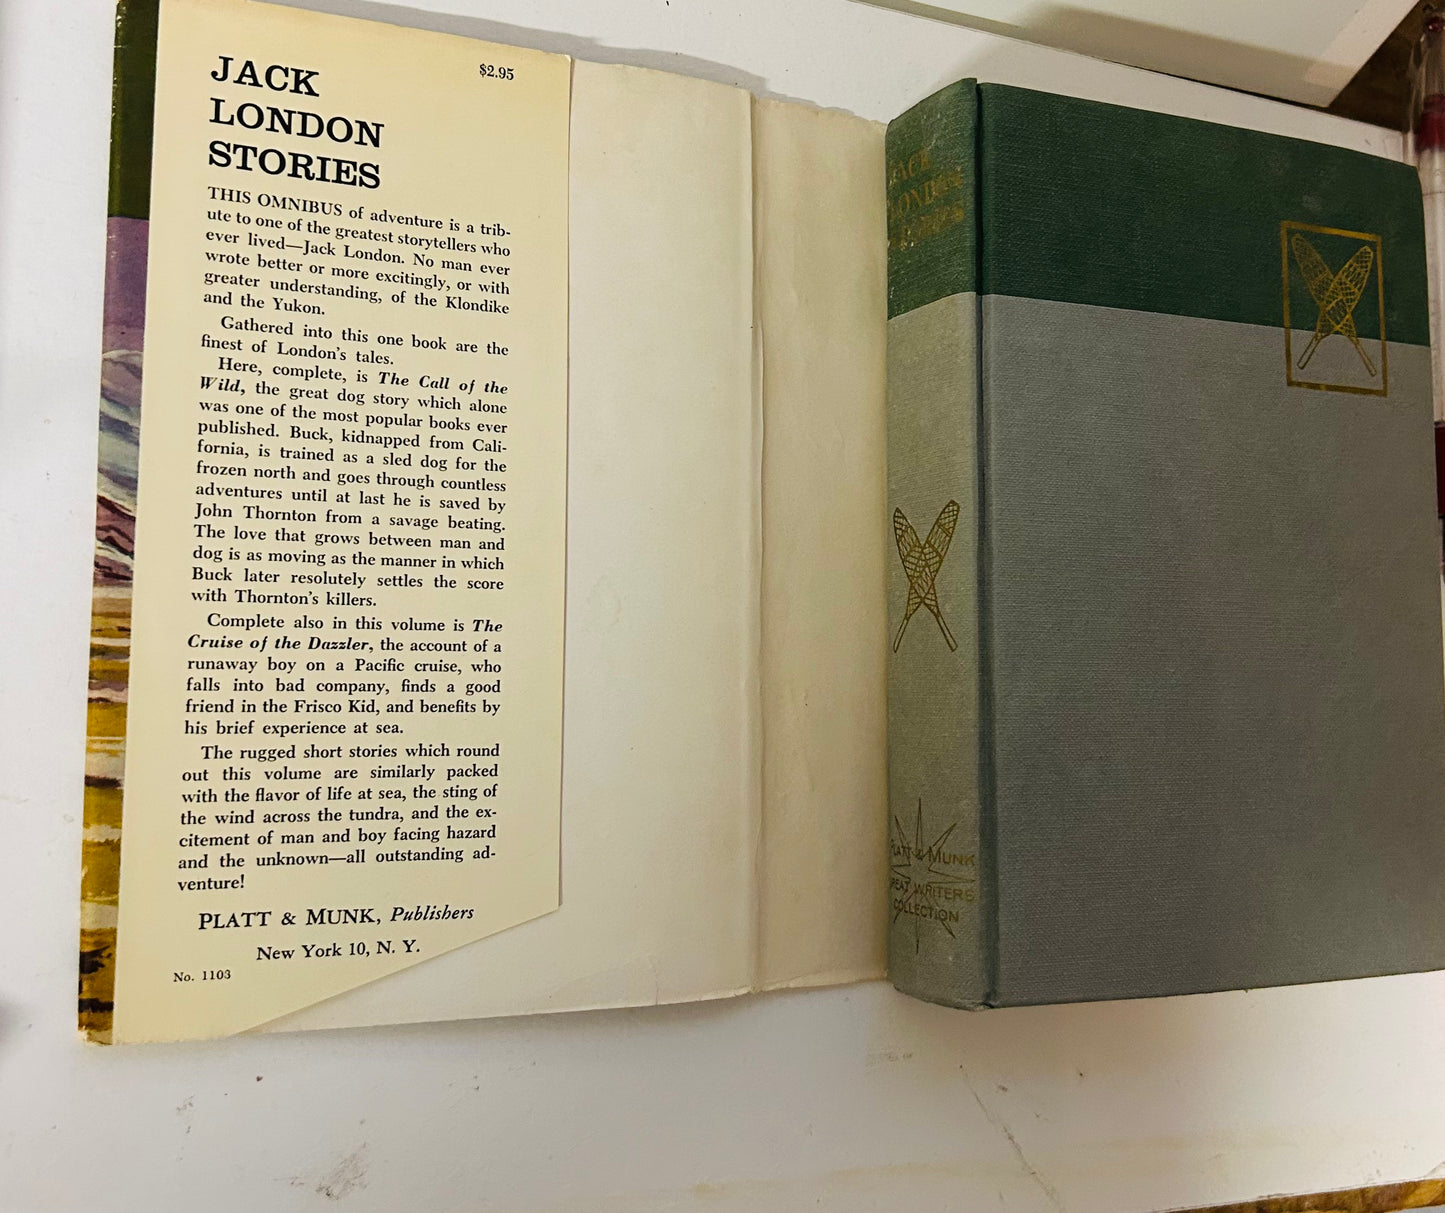 JACK
LONDON
STORIES
$2.95
THIS OMNIBUS of adventure is a trib-
ute to one of the greatest storytellers who
ever lived—Jack London. No man ever
wrote better or more excitingly, or with
greater understanding, of the Klondike
and the Yukon.
Gathered into this one book are the
finest of London's tales.
Here, complete, is The Call of the
Wild, the great dog story which alone
was one of the most popular books ever
published. Buck, kidnapped from Cali-
fornia, is trained as a sled dog for the
frozen north and goes through countless
adventures until at last he is saved by
John Thornton from a savage beating.
The love that grows between man and
dog is as moving as the manner in which
Buck later resolutely settles the score
with Thornton's killers.
Complete also in this volume is The
Cruise of the Dazzler, the account of a
runaway boy on a Pacific cruise, who
falls into bad company, finds a good
friend in the Frisco Kid, and benefits by
his brief experience at sea.
The rugged short stories which round
out this volume are similarly packed
with the flavor of life at sea, the sting of
the wind across the tundra, and the ex-
citement of man and boy facing hazard
and the unknown—all outstanding ad-
venture!
PLATT & MUNK, Publishers
New York 10, N. Y.
No. 1103
JACK
LONDON
STORIES
PLATT & MUNK
GREAT WRITERS
COLLECTION